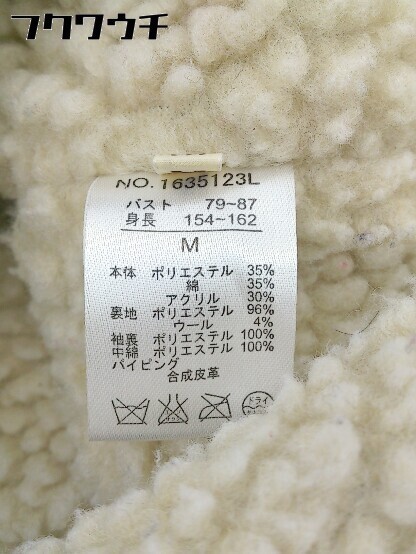 フクワウチ
NO. 1635123L
バスト 79~87
身長 154~162
M
本体 ポリエステル 35%
綿 35%
アクリル 30%
裏地 ポリエステル 96%
ウール 4%
袖裏 ポリエステル 100%
中綿 ポリエステル 100%
パイピング
合成皮革
ドライ